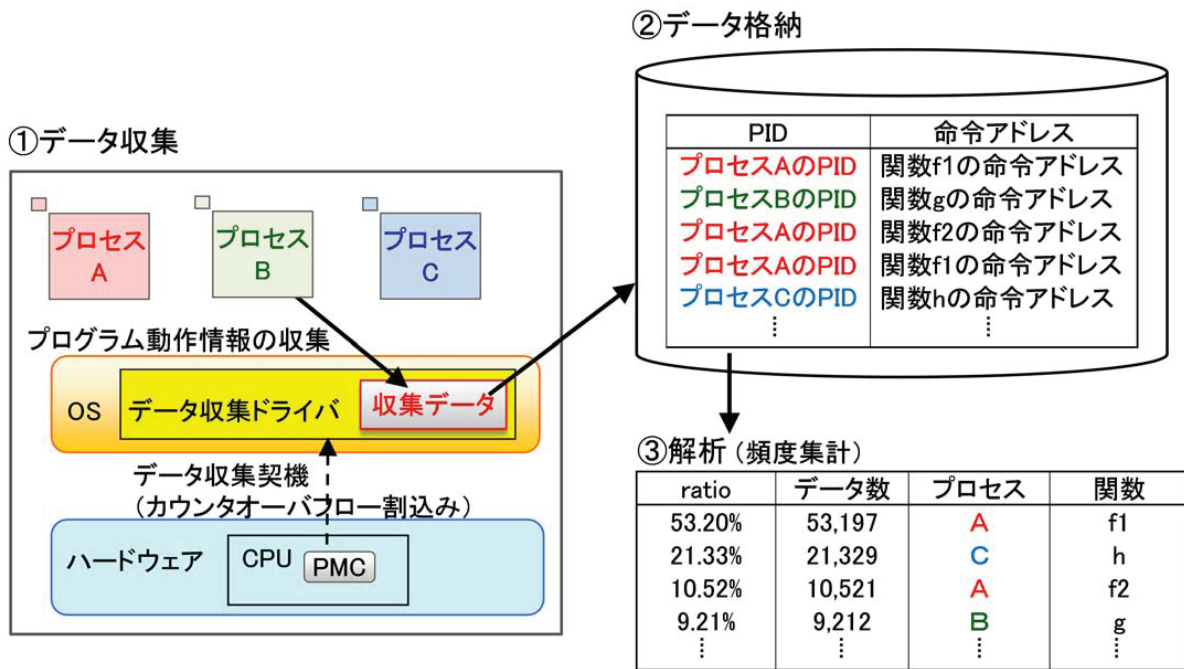 ①データ収集
プロセス
A
プロセス
B
プロセス
C
プログラム動作情報の収集
OS
データ収集ドライバ
収集データ
データ収集契機
(カウンタオーバフロー割込み)
ハードウェア
CPU
PMC
②データ格納
PID 命令アドレス
プロセスAのPID 関数f1の命令アドレス
プロセスBのPID 関数gの命令アドレス
プロセスAのPID 関数f2の命令アドレス
プロセスAのPID 関数f1の命令アドレス
プロセスCのPID 関数hの命令アドレス
⋮ ⋮
③解析(頻度集計)
ratio データ数 プロセス 関数
53.20% 53,197 A f1
21.33% 21,329 C h
10.52% 10,521 A f2
9.21% 9,212 B g
⋮ ⋮ ⋮ ⋮